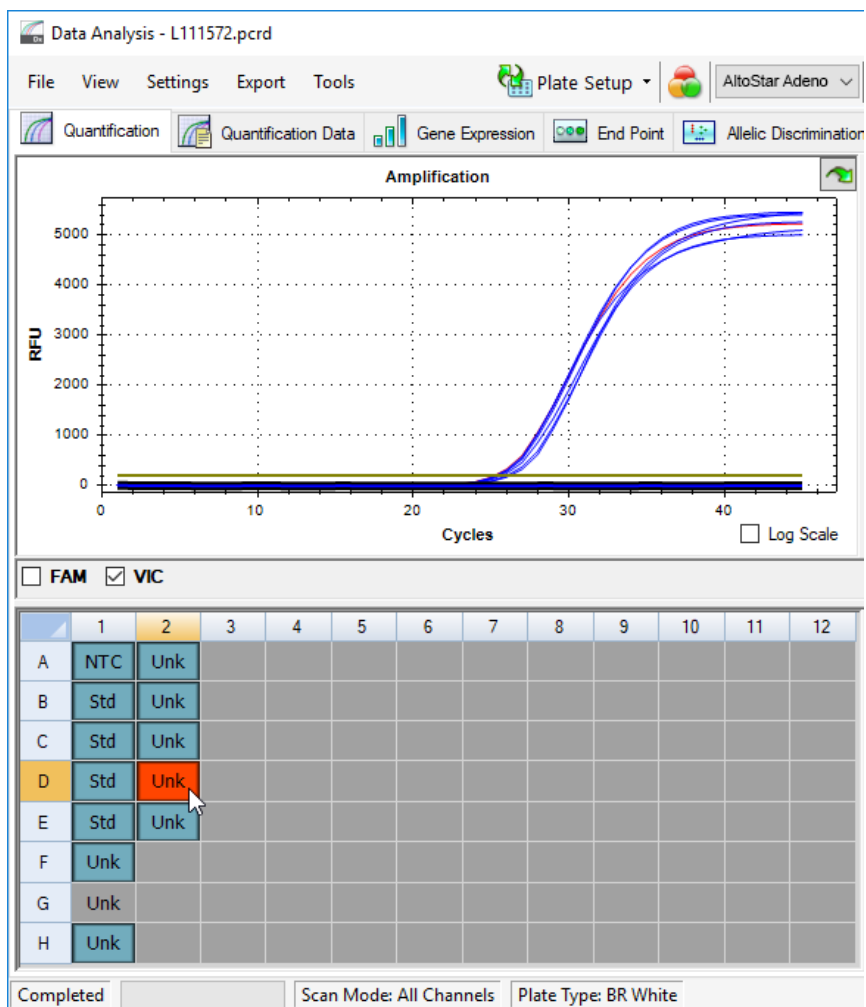 Data Analysis - L111572.pcrd
File View Settings Export Tools Plate Setup AltoStar Adeno
Quantification Quantification Data Gene Expression End Point Allelic Discrimination
Amplification
5000
4000
3000
2000
1000
0
RFU
0 10 20 30 40
Cycles
Log Scale
FAM VIC
1 2 3 4 5 6 7 8 9 10 11 12
A NTC Unk
B Std Unk
C Std Unk
D Std Unk
E Std Unk
F Unk
G Unk
H Unk
Completed Scan Mode: All Channels Plate Type: BR White